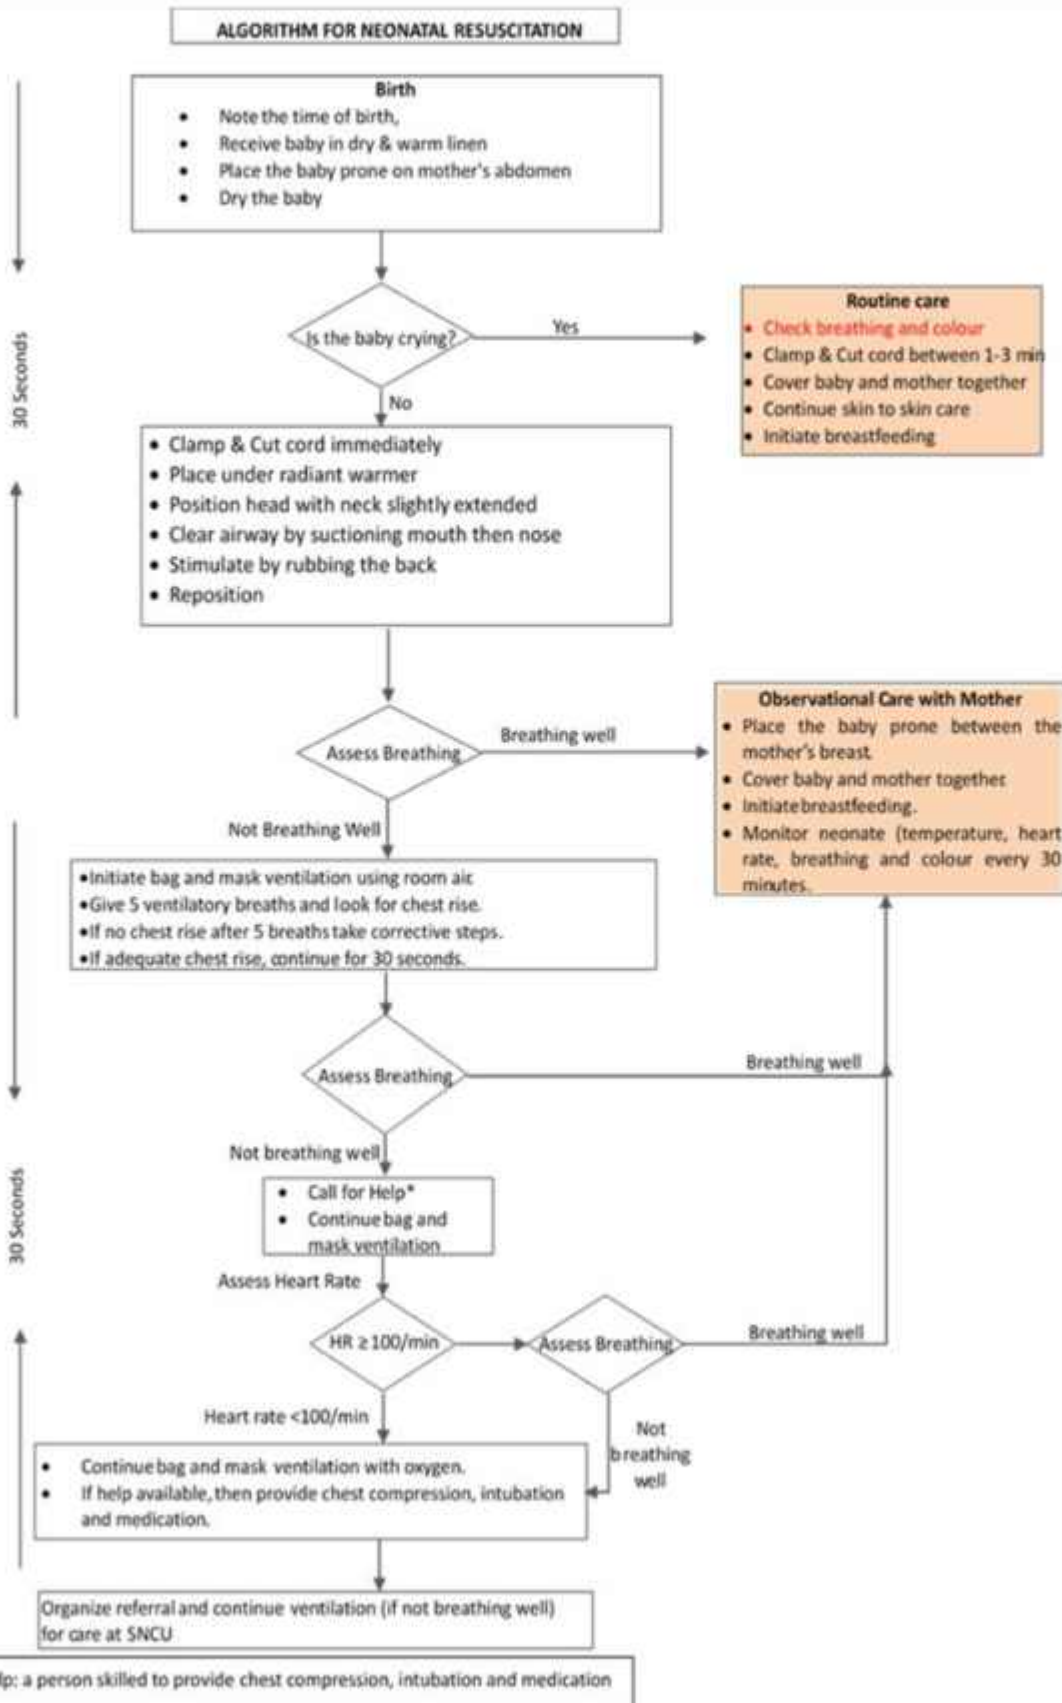 ALGORITHM FOR NEONATAL RESUSCITATION
Birth
• Note the time of birth,
• Receive baby in dry & warm linen
• Place the baby prone on mother's abdomen
• Dry the baby
30 Seconds
Is the baby crying?
Yes
No
Routine care
• Check breathing and colour
• Clamp & Cut cord between 1-3 min
• Cover baby and mother together
• Continue skin to skin care
• Initiate breastfeeding
• Clamp & Cut cord immediately
• Place under radiant warmer
• Position head with neck slightly extended
• Clear airway by suctioning mouth then nose
• Stimulate by rubbing the back
• Reposition
Assess Breathing
Breathing well
Not Breathing Well
Observational Care with Mother
• Place the baby prone between the
mother's breast
• Cover baby and mother together
• Initiate breastfeeding.
• Monitor neonate (temperature, heart
rate, breathing and colour every 30
minutes.
• Initiate bag and mask ventilation using room air
• Give 5 ventilatory breaths and look for chest rise.
• If no chest rise after 5 breaths take corrective steps.
• If adequate chest rise, continue for 30 seconds.
Assess Breathing
Breathing well
Not breathing well
30 Seconds
• Call for Help*
• Continue bag and
mask ventilation
Assess Heart Rate
HR ≥ 100/min
Assess Breathing
Breathing well
Heart rate <100/min
Not
breathing
well
• Continue bag and mask ventilation with oxygen.
• If help available, then provide chest compression, intubation
and medication.
Organize referral and continue ventilation (if not breathing well)
for care at SNCU
lp: a person skilled to provide chest compression, intubation and medication